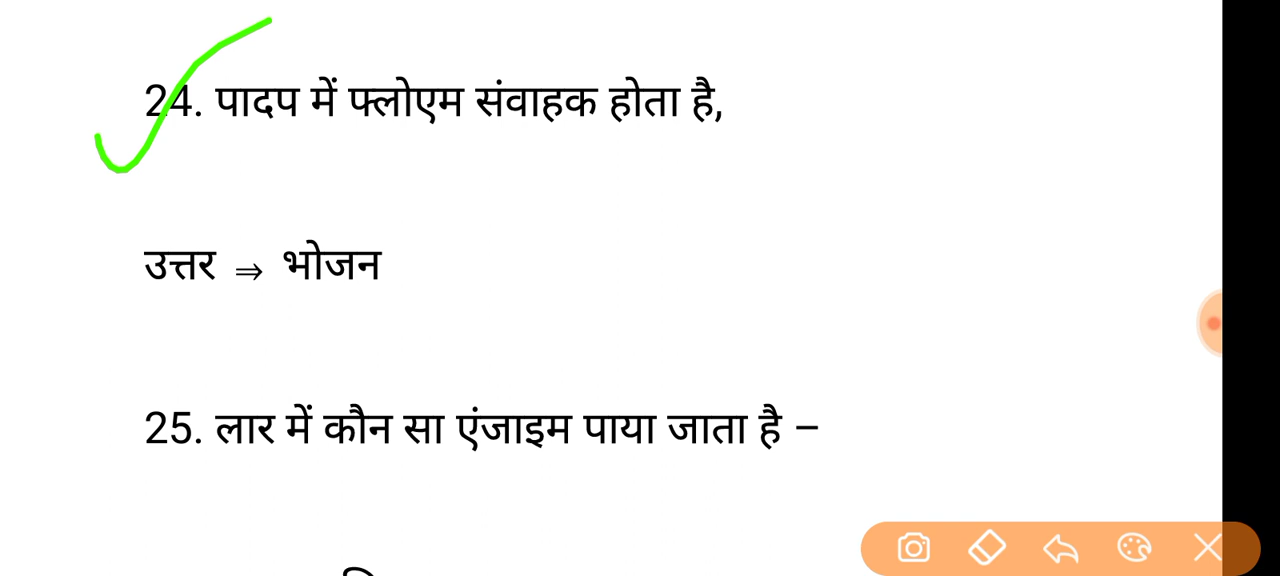 24. पादप में फ्लोएम संवाहक होता है,
उत्तर ⇒ भोजन
25. लार में कौन सा एंजाइम पाया जाता है –